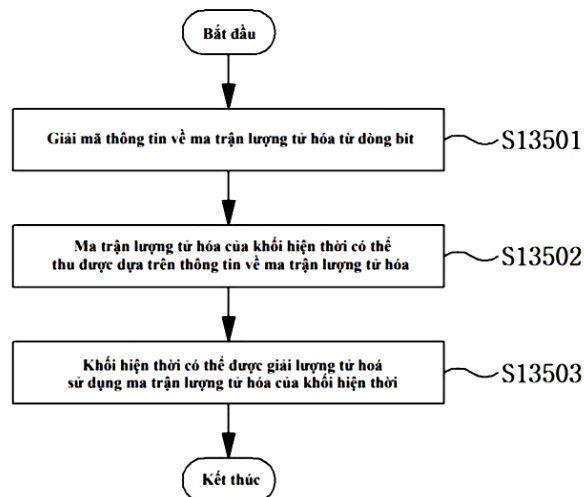 Bắt đầu
Giải mã thông tin về ma trận lượng tử hóa từ dòng bit
S13501
Ma trận lượng tử hóa của khối hiện thời có thể
thu được dựa trên thông tin về ma trận lượng tử hóa
S13502
Khối hiện thời có thể được giải lượng tử hoá
sử dụng ma trận lượng tử hóa của khối hiện thời
S13503
Kết thúc